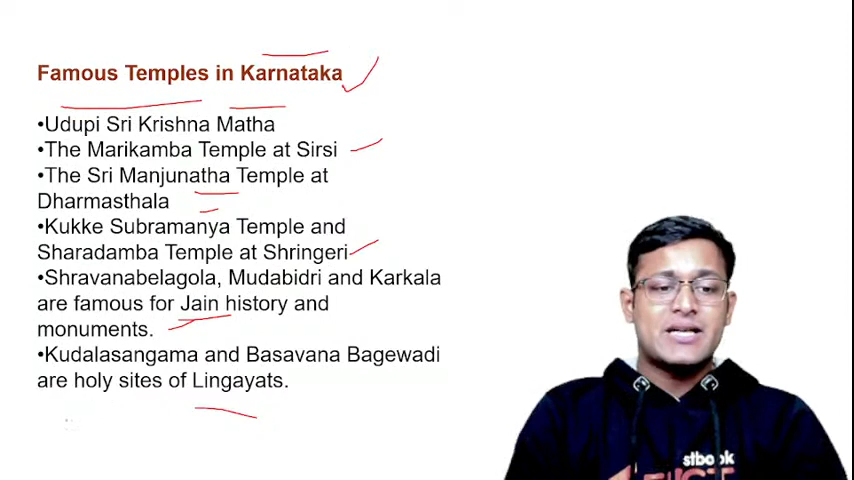 Famous Temples in Karnataka
•Udupi Sri Krishna Matha
•The Marikamba Temple at Sirsi
•The Sri Manjunatha Temple at
Dharmasthala
•Kukke Subramanya Temple and
Sharadamba Temple at Shringeri
•Shravanabelagola, Mudabidri and Karkala
are famous for Jain history and
monuments.
•Kudalasangama and Basavana Bagewadi
are holy sites of Lingayats.
stbook